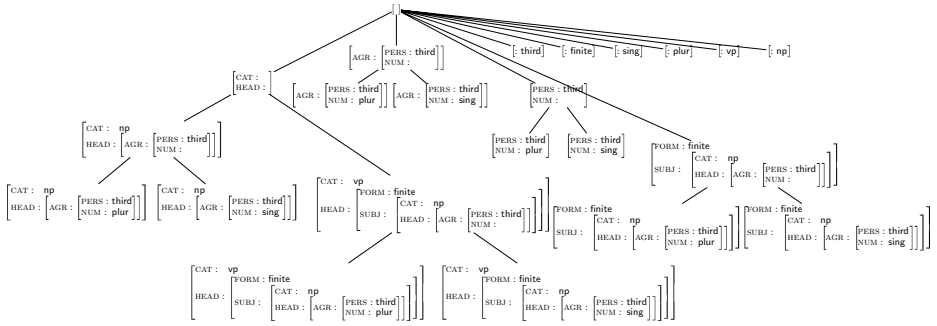 [ ]
[: third] [: finite] [: sing] [: plur] [: vp] [: np]
[AGR : [PERS : third
NUM : ]]
[CAT :
HEAD : ]
[AGR : [PERS : third
NUM : plur]]
[AGR : [PERS : third
NUM : sing]]
[PERS : third
NUM : ]
[CAT : np
HEAD : [AGR : [PERS : third
NUM : ]]]
[PERS : third
NUM : plur]
[PERS : third
NUM : sing]
[FORM : finite
SUBJ : [CAT : np
HEAD : [AGR : [PERS : third
NUM : ]]]]
[CAT : np
HEAD : [AGR : [PERS : third
NUM : plur]]]
[CAT : np
HEAD : [AGR : [PERS : third
NUM : sing]]]
[CAT : vp
HEAD : [FORM : finite
SUBJ : [CAT : np
HEAD : [AGR : [PERS : third
NUM : ]]]]]
[FORM : finite
SUBJ : [CAT : np
HEAD : [AGR : [PERS : third
NUM : plur]]]]
[FORM : finite
SUBJ : [CAT : np
HEAD : [AGR : [PERS : third
NUM : sing]]]]
[CAT : vp
HEAD : [FORM : finite
SUBJ : [CAT : np
HEAD : [AGR : [PERS : third
NUM : plur]]]]]
[CAT : vp
HEAD : [FORM : finite
SUBJ : [CAT : np
HEAD : [AGR : [PERS : third
NUM : sing]]]]]